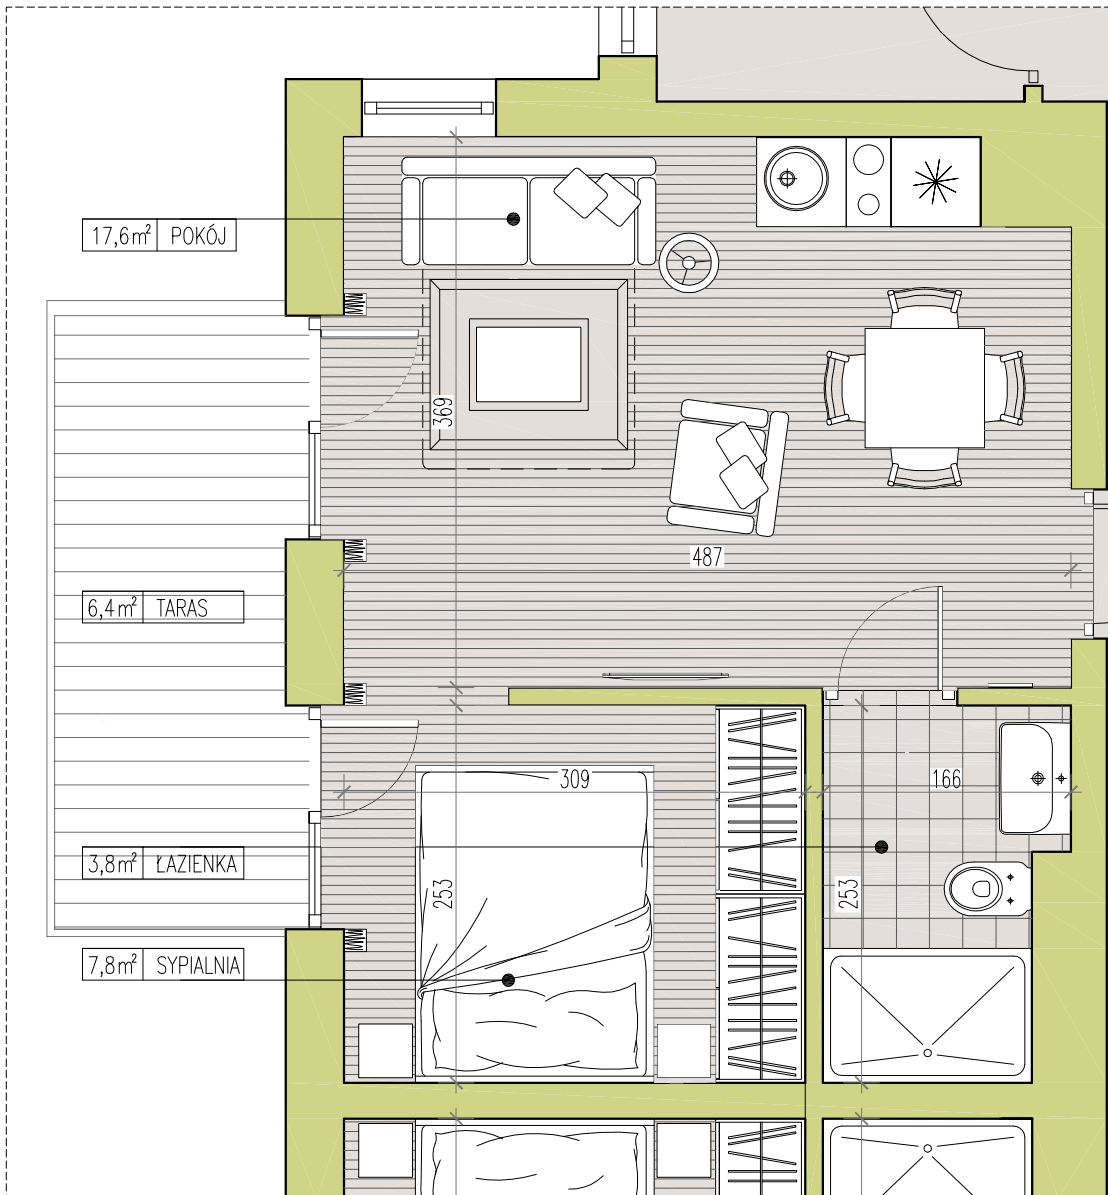 17,6m² POKÓJ
369
487
6,4m² TARAS
309
166
3,8m² ŁAZIENKA
253
253
7,8m² SYPIALNIA